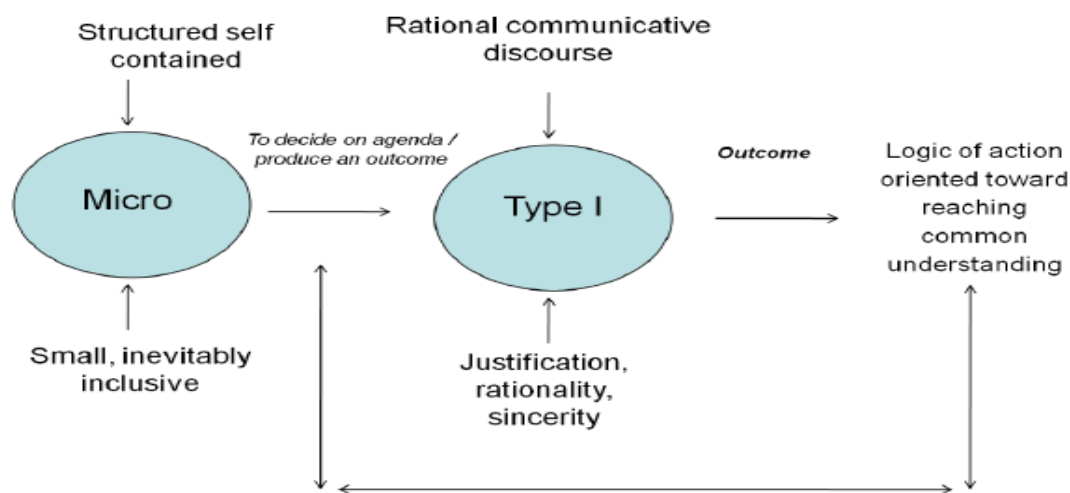 Structured self
contained
Rational communicative
discourse
To decide on agenda /
produce an outcome
Outcome
Micro
Type I
Logic of action
oriented toward
reaching
common
understanding
Small, inevitably
inclusive
Justification,
rationality,
sincerity